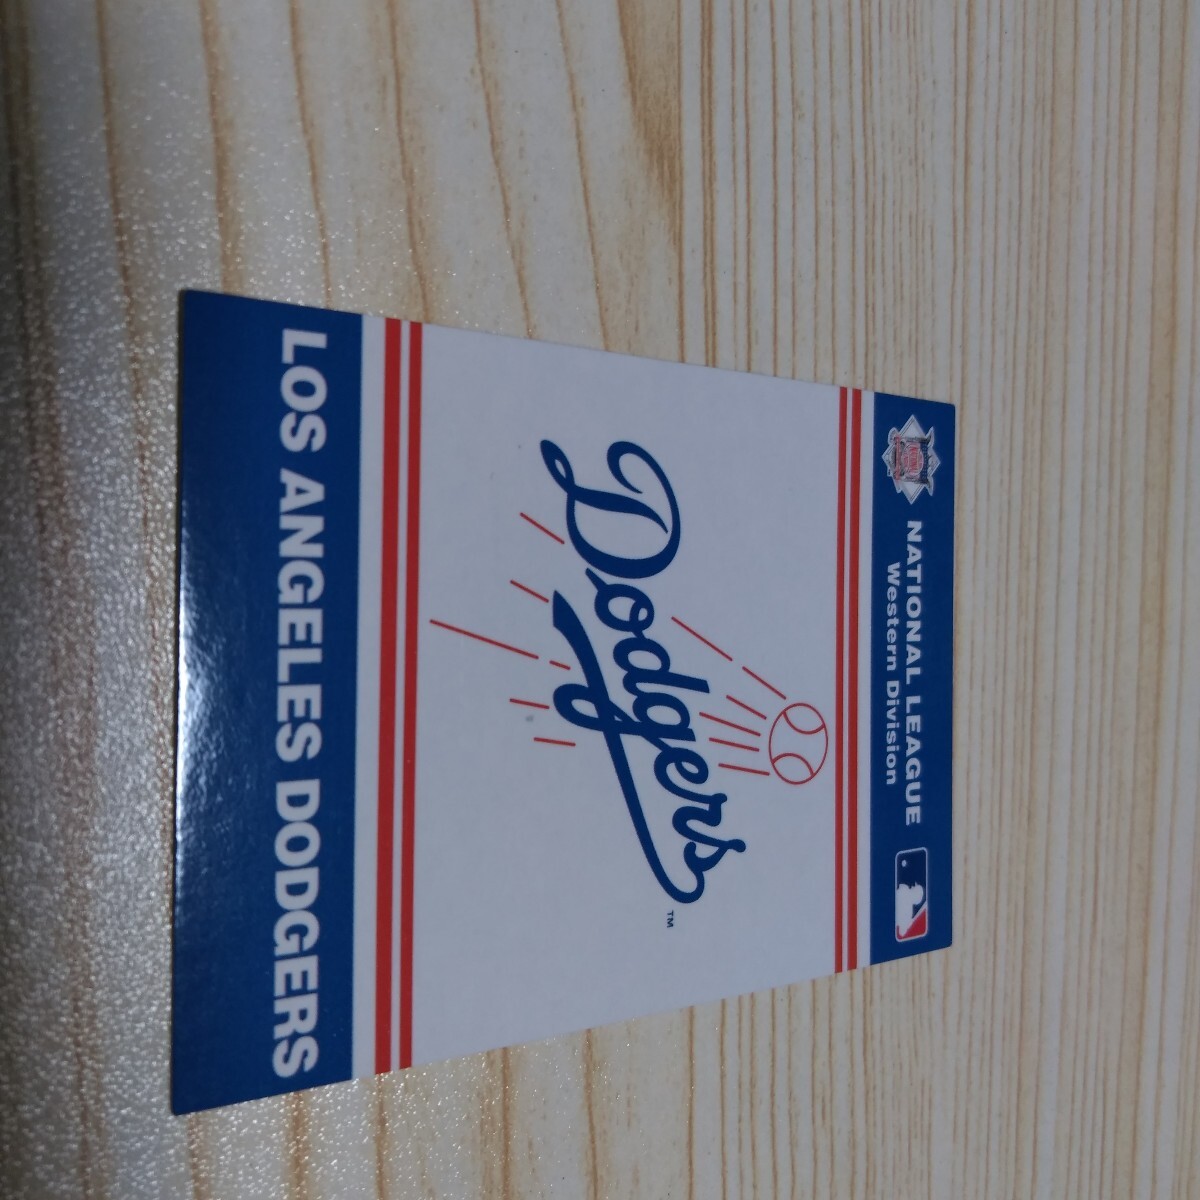 NATIONAL LEAGUE
Western Division
Dodgers
TM
LOS ANGELES DODGERS